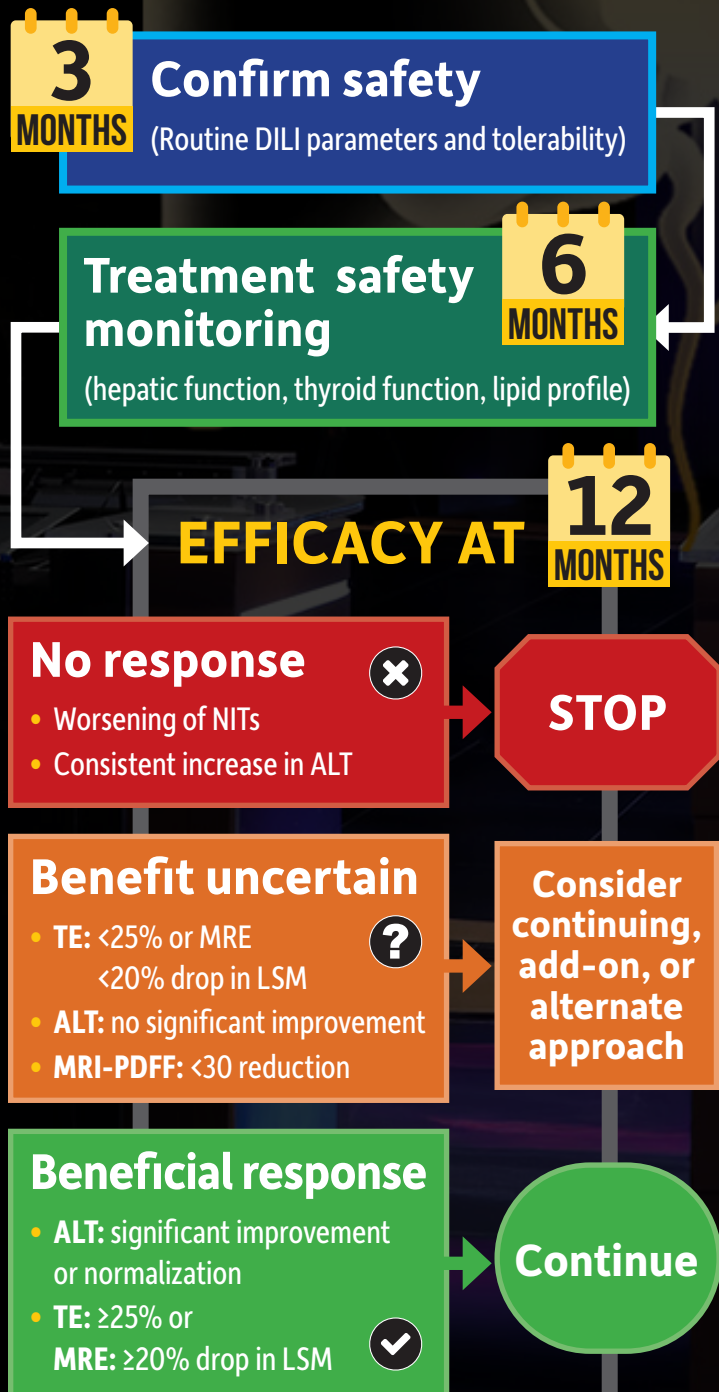 3
MONTHS
Confirm safety
(Routine DILI parameters and tolerability)
Treatment safety
monitoring
6
MONTHS
(hepatic function, thyroid function, lipid profile)
EFFICACY AT
12
MONTHS
No response
• Worsening of NITs
• Consistent increase in ALT
STOP
Benefit uncertain
• TE: <25% or MRE
<20% drop in LSM
• ALT: no significant improvement
• MRI-PDFF: <30 reduction
?
Consider
continuing,
add-on, or
alternate
approach
Beneficial response
• ALT: significant improvement
or normalization
• TE: ≥25% or
MRE: ≥20% drop in LSM
Continue